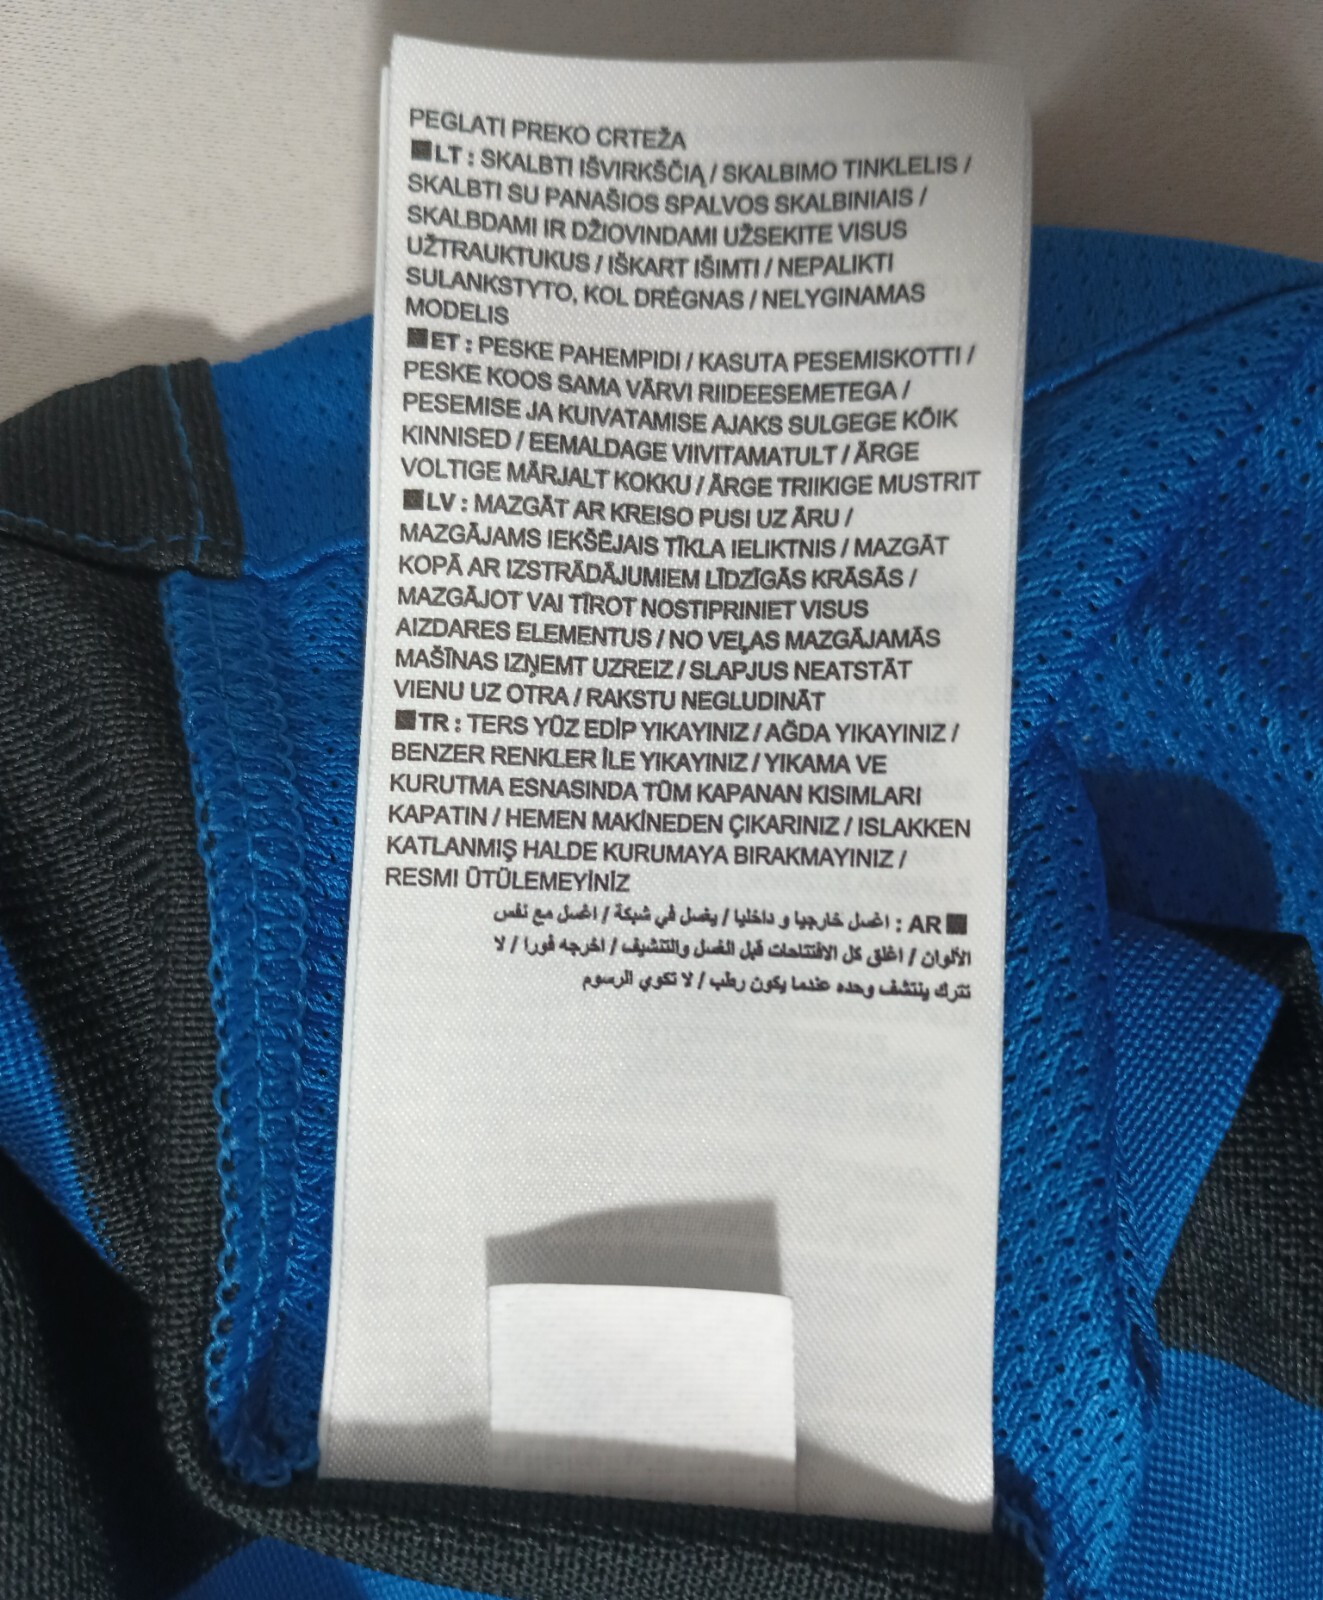 PEGLATI PREKO CRTEŽA
LT : SKALBTI IŠVIRKŠČIĄ / SKALBIMO TINKLELIS /
SKALBTI SU PANAŠIOS SPALVOS SKALBINIAIS /
SKALBDAMI IR DŽIOVINDAMI UŽSEKITE VISUS
UŽTRAUKTUKUS / IŠKART IŠIMTI / NEPALIKTI
SULANKSTYTO, KOL DRĖGNAS / NELYGINAMAS
MODELIS
ET : PESKE PAHEMPIDI / KASUTA PESEMISKOTTI /
PESKE KOOS SAMA VÄRVI RIIDEESEMETEGA /
PESEMISE JA KUIVATAMISE AJAKS SULGEGE KÕIK
KINNISED / EEMALDAGE VIIVITAMATULT / ÄRGE
VOLTIGE MÄRJALT KOKKU / ÄRGE TRIIKIGE MUSTRIT
LV : MAZGĀT AR KREISO PUSI UZ ĀRU /
MAZGĀJAMS IEKŠĒJAIS TĪKLA IELIKTNIS / MAZGĀT
KOPĀ AR IZSTRĀDĀJUMIEM LĪDZĪGĀS KRĀSĀS /
MAZGĀJOT VAI TĪROT NOSTIPRINIET VISUS
AIZDARES ELEMENTUS / NO VEĻAS MAZGĀJAMĀS
MAŠĪNAS IZŅEMT UZREIZ / SLAPJUS NEATSTĀT
VIENU UZ OTRA / RAKSTU NEGLUDINĀT
TR : TERS YÜZ EDİP YIKAYINIZ / AĞDA YIKAYINIZ /
BENZER RENKLER İLE YIKAYINIZ / YIKAMA VE
KURUTMA ESNASINDA TÜM KAPANAN KISIMLARI
KAPATIN / HEMEN MAKİNEDEN ÇIKARINIZ / ISLAKKEN
KATLANMIŞ HALDE KURUMAYA BIRAKMAYINIZ /
RESMI ÜTÜLEMEYİNİZ
AR : اغسل خارجيا و داخليا / يغسل في شبكة / اغسل مع نفس
الألوان / اغلق كل الافتتاحات قبل الغسل والتنشيف / اخرجه فورا / لا
تترك ينتشف وحده عندما يكون رطب / لا تكوي الرسوم